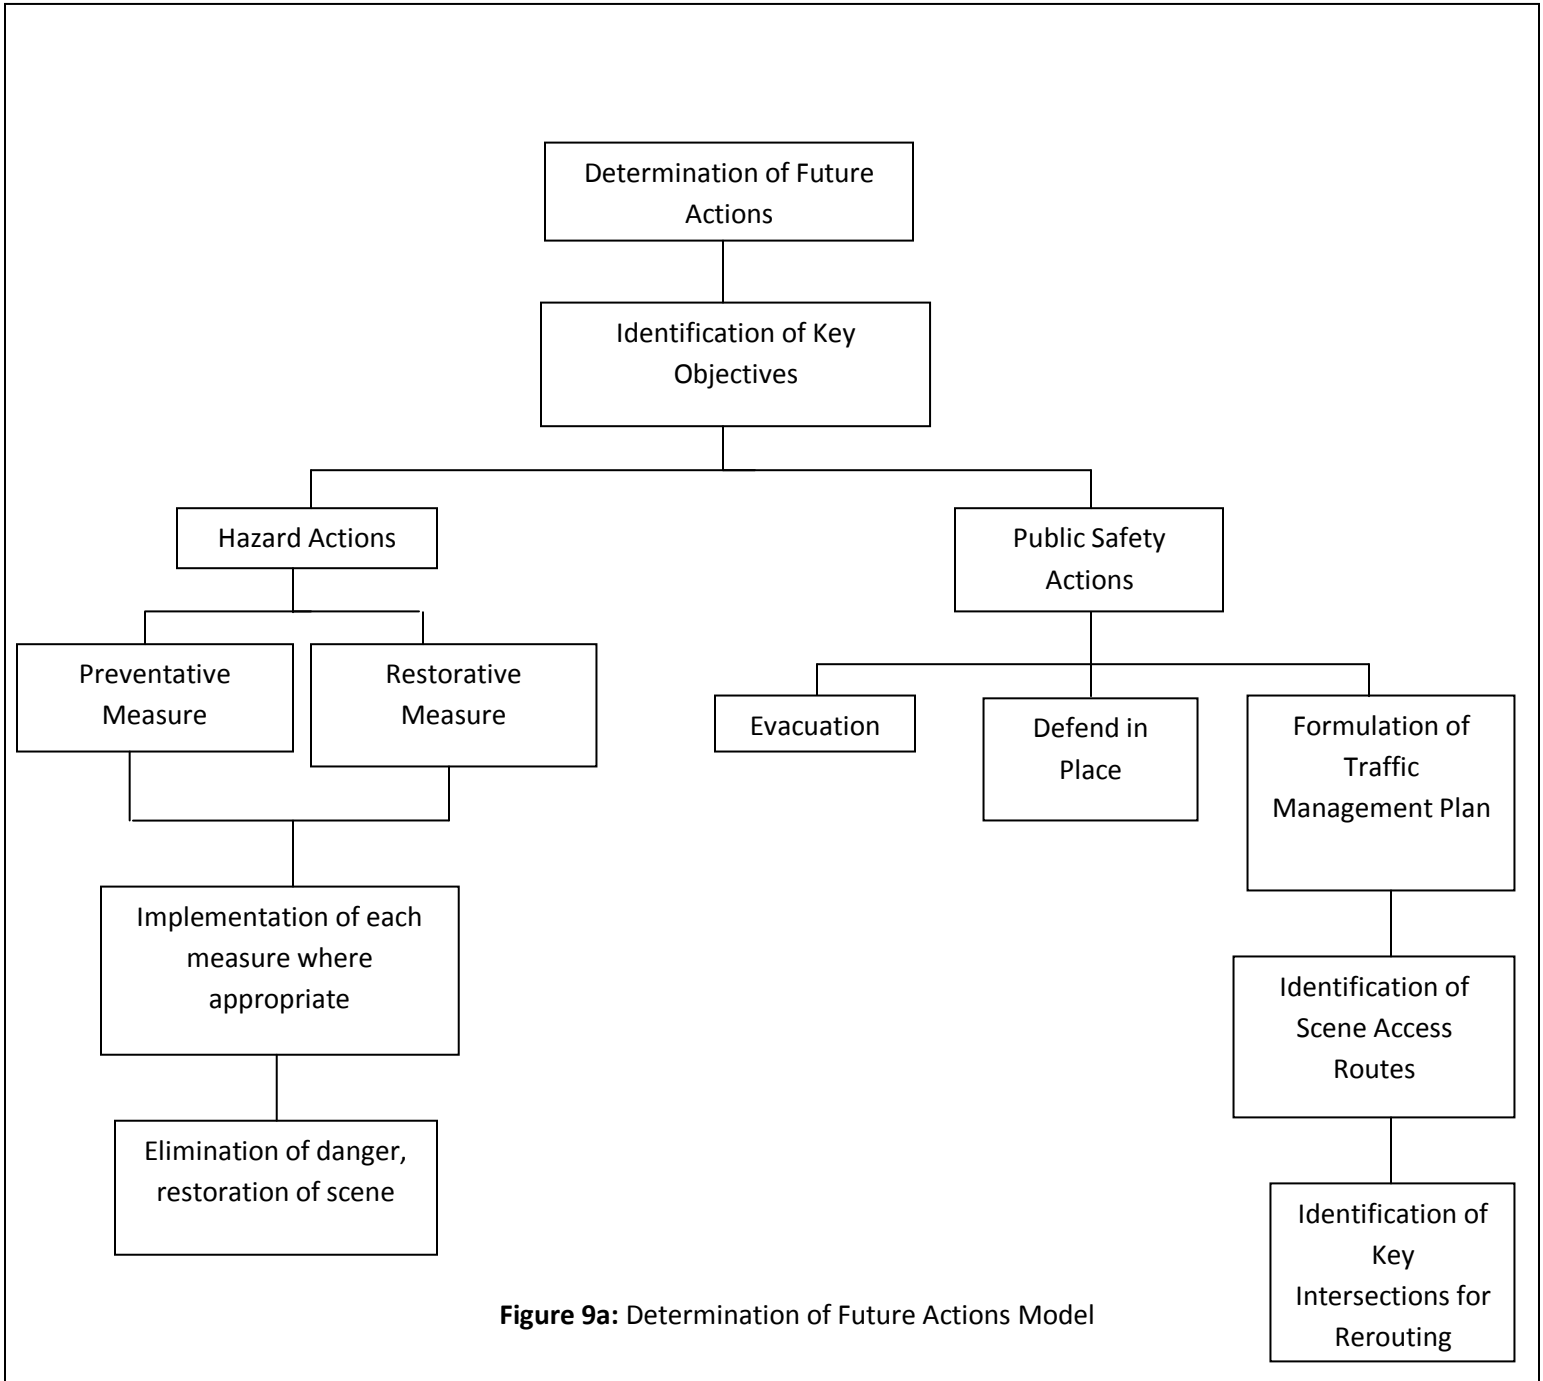 Determination of Future
Actions
Identification of Key
Objectives
Hazard Actions
Public Safety
Actions
Preventative
Measure
Restorative
Measure
Evacuation
Defend in
Place
Formulation of
Traffic
Management Plan
Implementation of each
measure where
appropriate
Identification of
Scene Access
Routes
Elimination of danger,
restoration of scene
Identification of
Key
Intersections for
Rerouting
Figure 9a: Determination of Future Actions Model